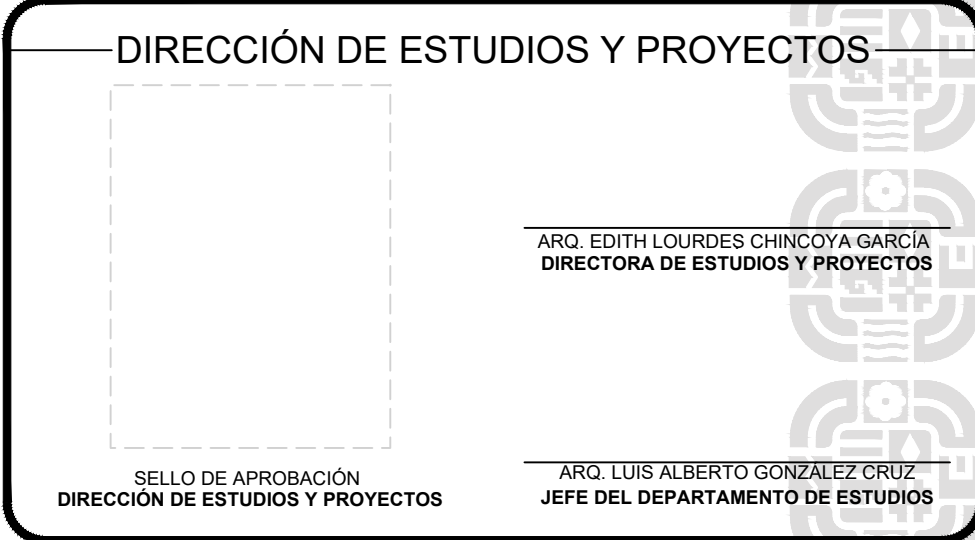 DIRECCIÓN DE ESTUDIOS Y PROYECTOS
ARQ. EDITH LOURDES CHINCOYA GARCÍA
DIRECTORA DE ESTUDIOS Y PROYECTOS
SELLO DE APROBACIÓN
DIRECCIÓN DE ESTUDIOS Y PROYECTOS
ARQ. LUIS ALBERTO GONZÁLEZ CRUZ
JEFE DEL DEPARTAMENTO DE ESTUDIOS